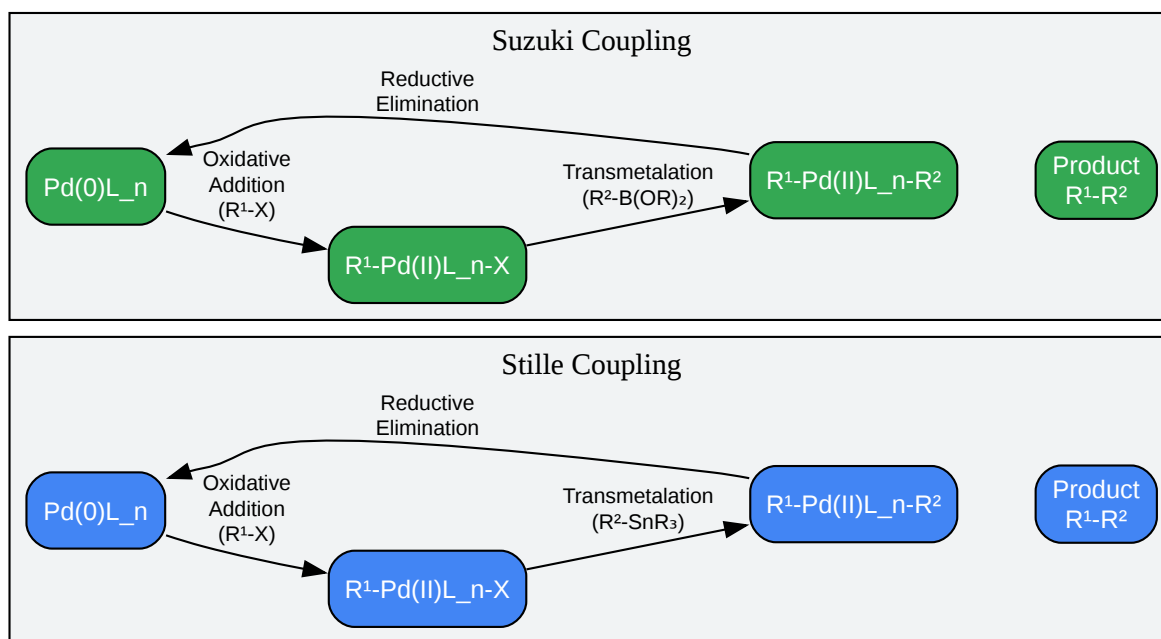 Suzuki Coupling
Reductive
Elimination
Pd(0)L_n
Oxidative
Addition
(R¹-X)
R¹-Pd(II)L_n-X
Transmetalation
(R²-B(OR)₂)
R¹-Pd(II)L_n-R²
Product
R¹-R²
Stille Coupling
Reductive
Elimination
Pd(0)L_n
Oxidative
Addition
(R¹-X)
R¹-Pd(II)L_n-X
Transmetalation
(R²-SnR₃)
R¹-Pd(II)L_n-R²
Product
R¹-R²